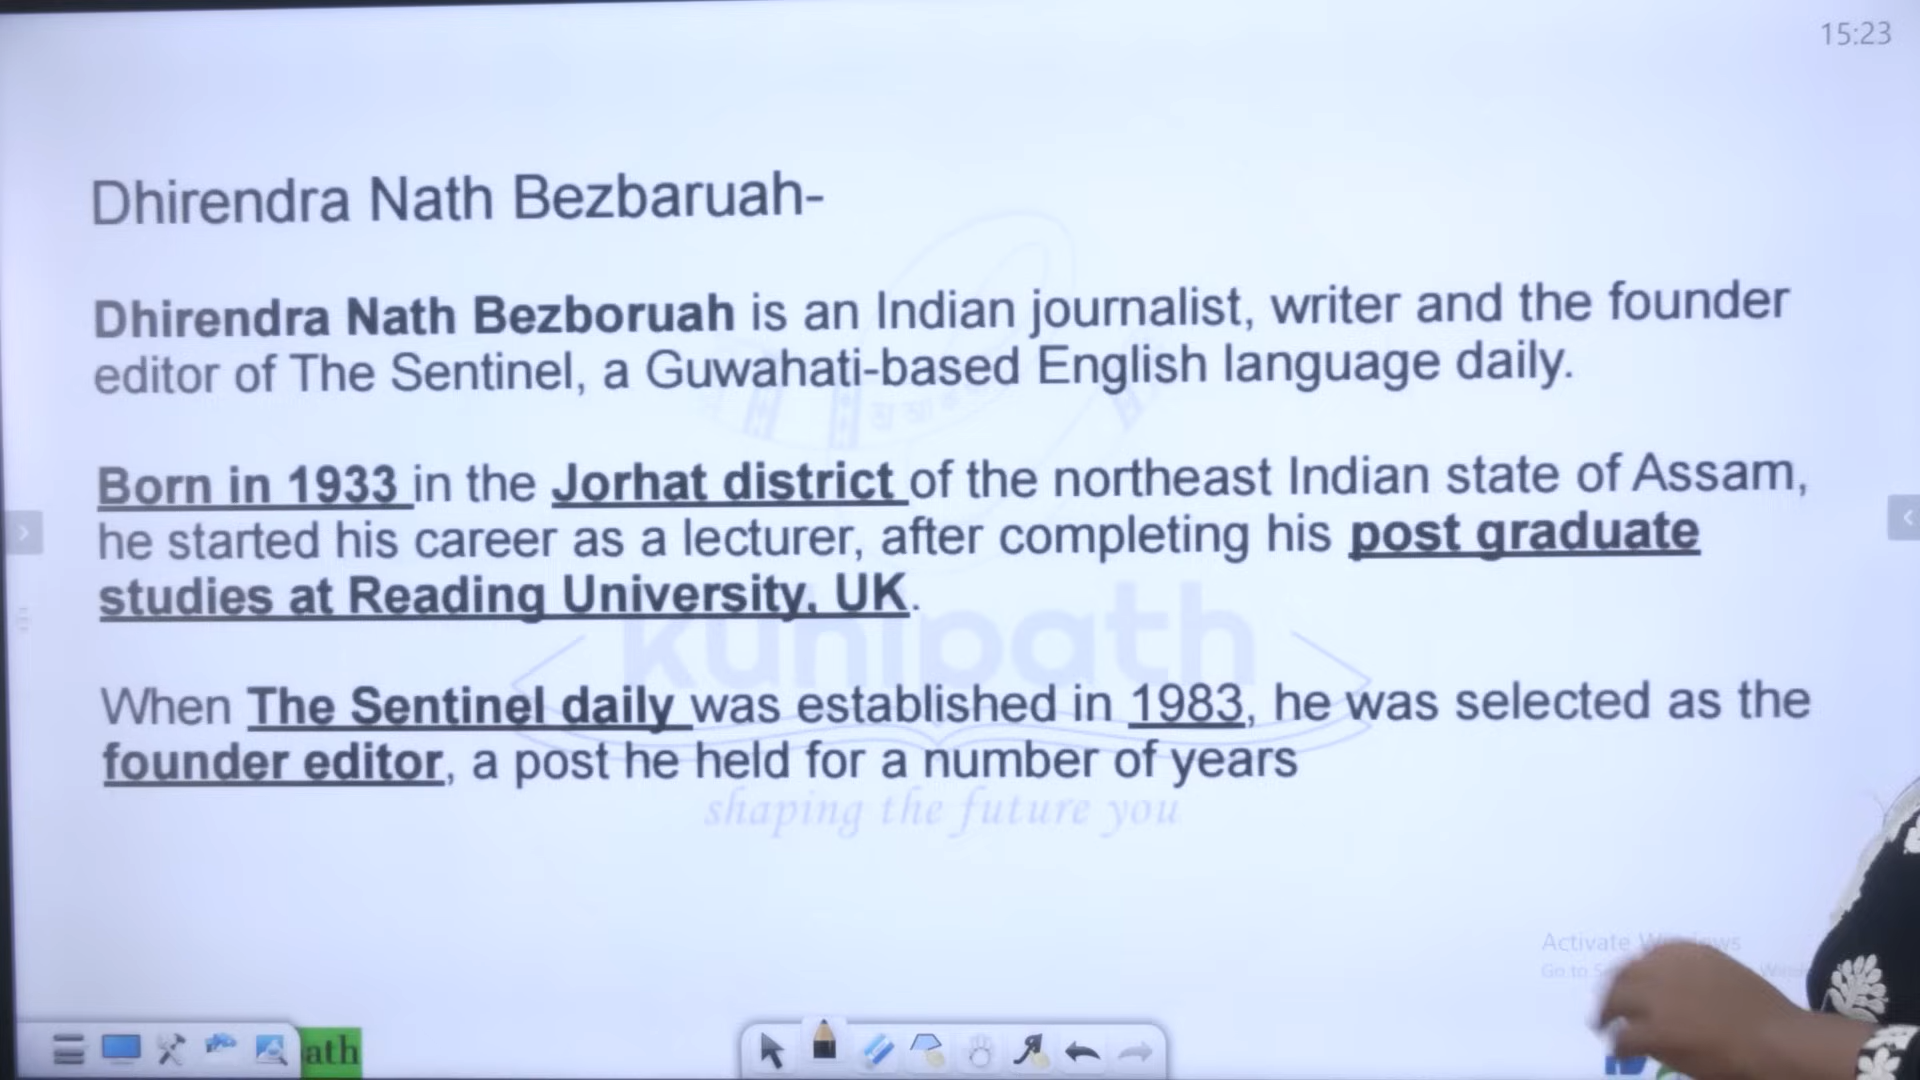 15:23
Dhirendra Nath Bezbaruah-
Dhirendra Nath Bezboruah is an Indian journalist, writer and the founder
editor of The Sentinel, a Guwahati-based English language daily.
Born in 1933 in the Jorhat district of the northeast Indian state of Assam,
he started his career as a lecturer, after completing his post graduate
studies at Reading University, UK.
kunipath
When The Sentinel daily was established in 1983, he was selected as the
founder editor, a post he held for a number of years
shaping the future you
Activate
Go to
ath